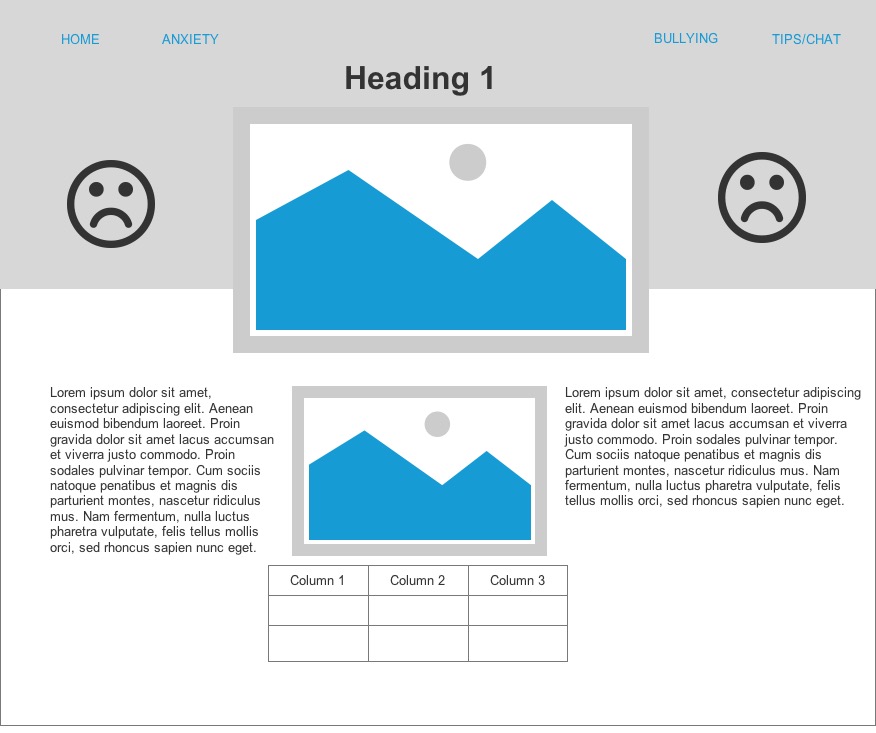 HOME ANXIETY BULLYING TIPS/CHAT
Heading 1
Lorem ipsum dolor sit amet,
consectetur adipiscing elit. Aenean
euismod bibendum laoreet. Proin
gravida dolor sit amet lacus accumsan
et viverra justo commodo. Proin
sodales pulvinar tempor. Cum sociis
natoque penatibus et magnis dis
parturient montes, nascetur ridiculus
mus. Nam fermentum, nulla luctus
pharetra vulputate, felis tellus mollis
orci, sed rhoncus sapien nunc eget.
Lorem ipsum dolor sit amet, consectetur adipiscing
elit. Aenean euismod bibendum laoreet. Proin
gravida dolor sit amet lacus accumsan et viverra
justo commodo. Proin sodales pulvinar tempor.
Cum sociis natoque penatibus et magnis dis
parturient montes, nascetur ridiculus mus. Nam
fermentum, nulla luctus pharetra vulputate, felis
tellus mollis orci, sed rhoncus sapien nunc eget.
Column 1 Column 2 Column 3